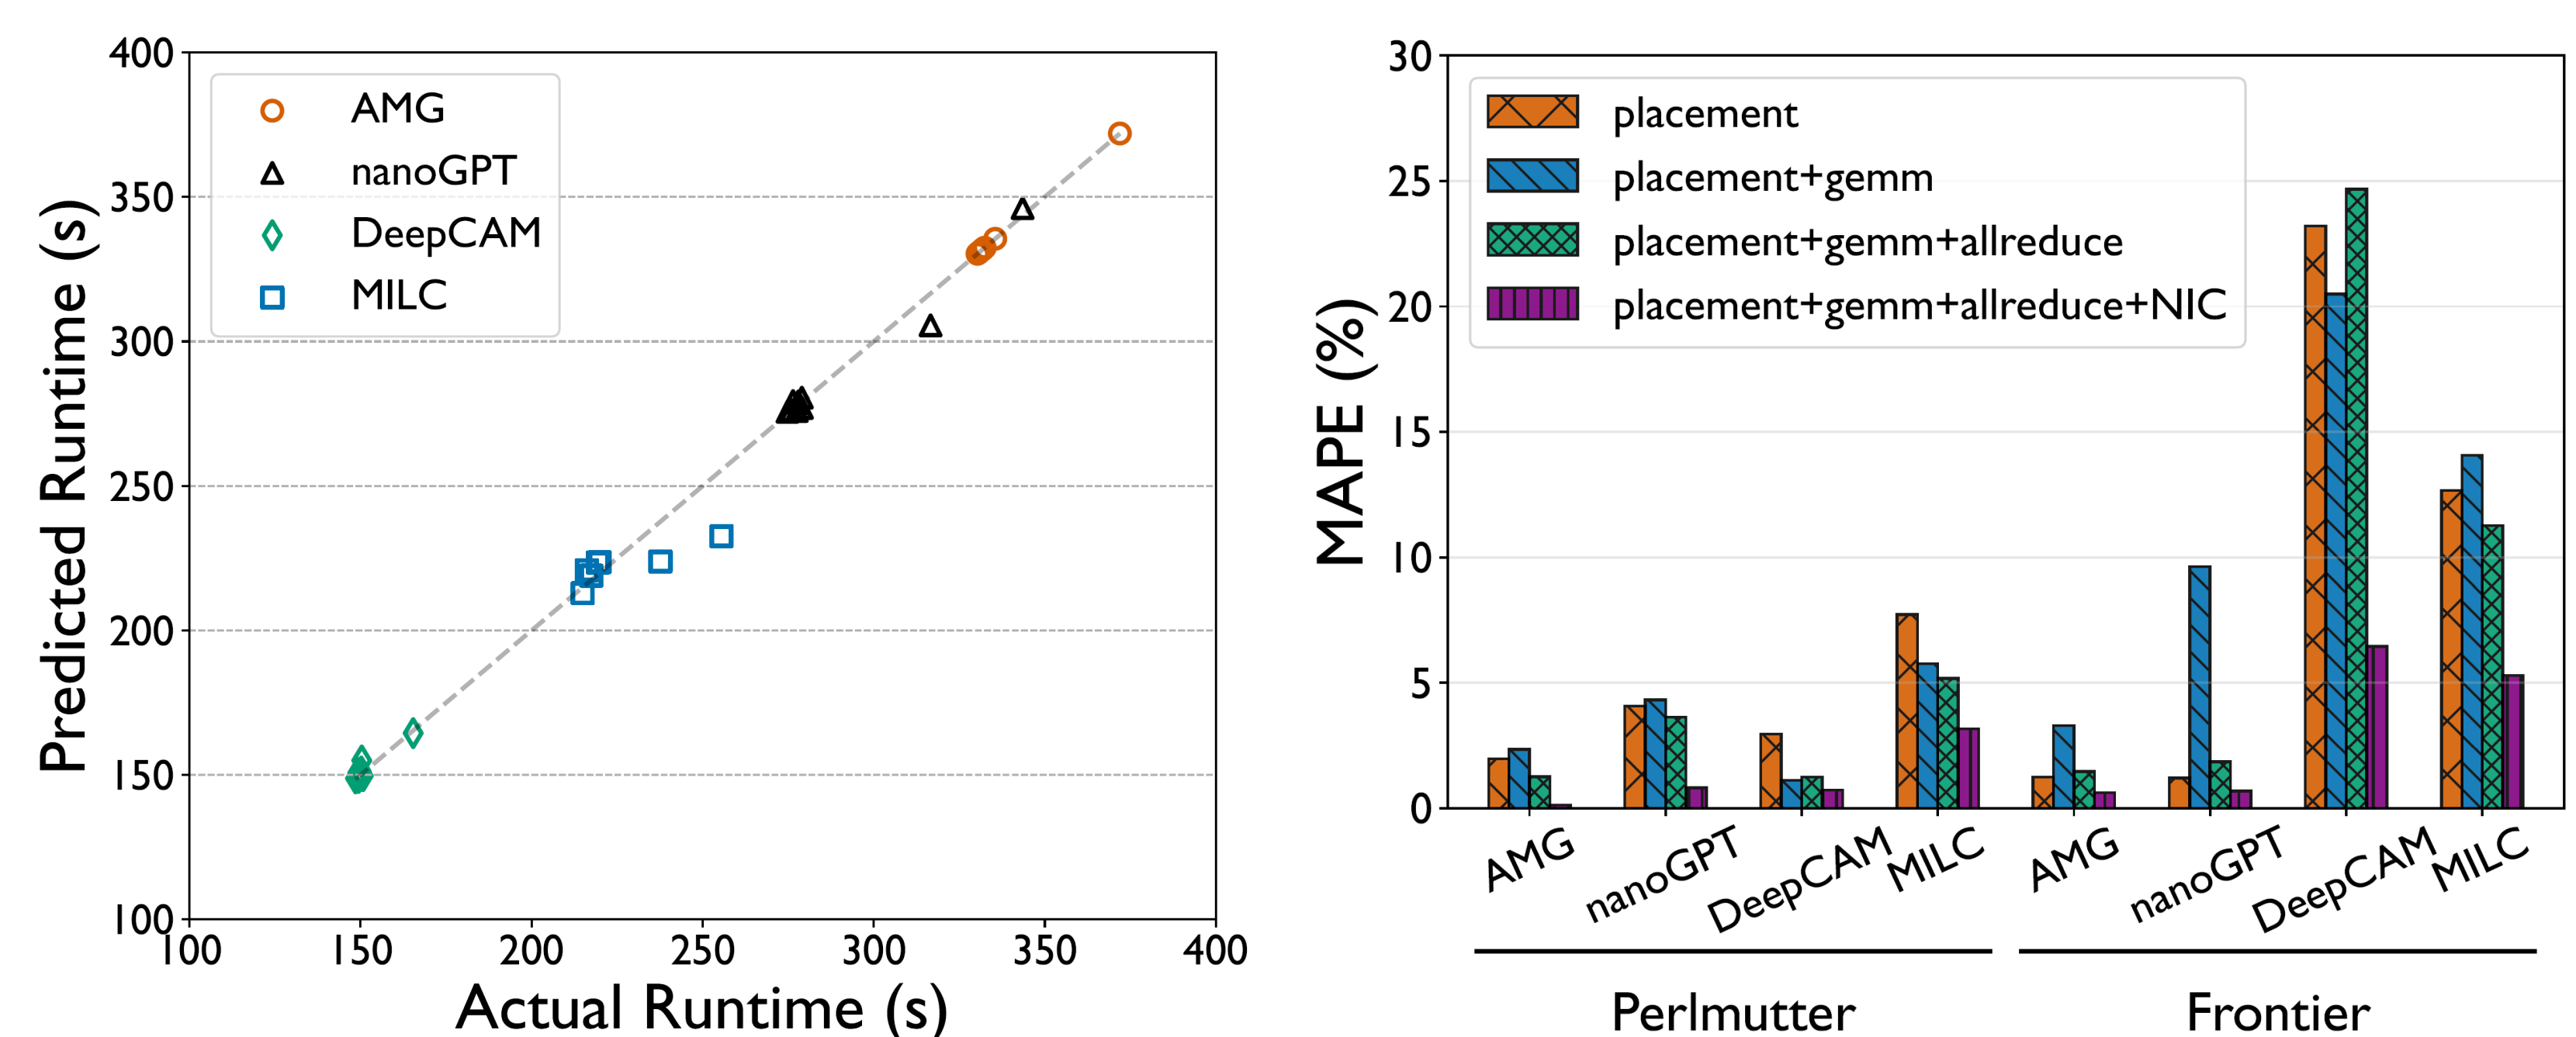 400
350
300
250
200
150
100
Predicted Runtime (s)
AMG
nanoGPT
DeepCAM
MILC
100
150
200
250
300
350
400
Actual Runtime (s)
30
25
20
15
10
5
0
MAPE (%)
placement
placement+gemm
placement+gemm+allreduce
placement+gemm+allreduce+NIC
AMG
nanoGPT
DeepCAM
MILC
AMG
nanoGPT
DeepCAM
MILC
Perlmutter
Frontier